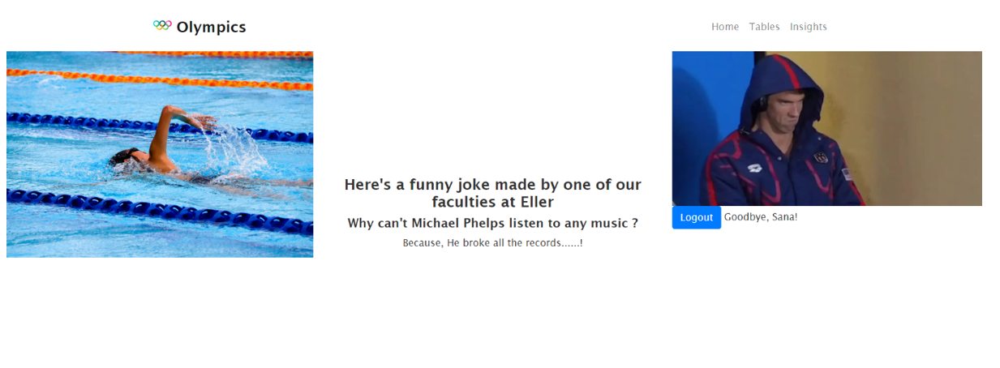 Olympics
Home Tables Insights
Here's a funny joke made by one of our
faculties at Eller
Why can't Michael Phelps listen to any music ?
Because, He broke all the records......!
Logout Goodbye, Sana!